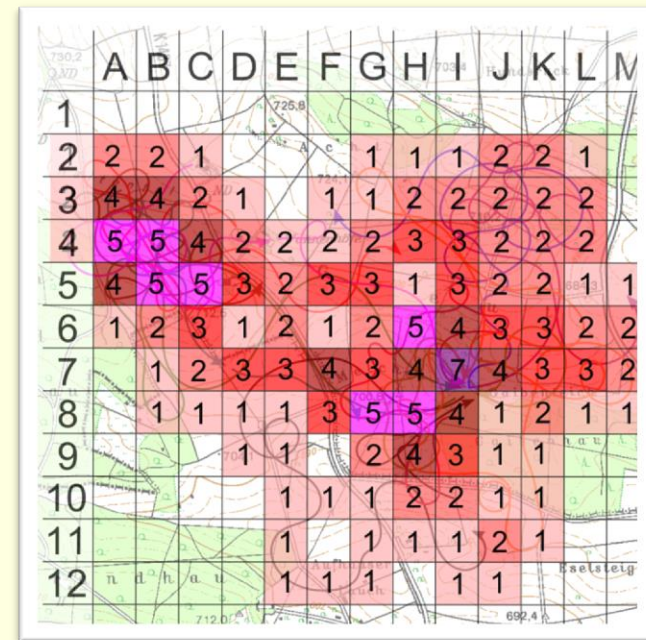 730,2
703,4
A B C D E F G H I J K L M
1 725,8
2 2 2 1 1 1 1 2 2 1
3 4 4 2 1 1 1 2 2 2 2 2
4 5 5 4 2 2 2 2 3 3 2 2 2
5 4 5 5 3 2 3 3 1 3 2 2 1 1
6 1 2 3 1 2 1 2 5 4 3 3 2 2
7 1 2 3 3 4 3 4 7 4 3 3 2
8 1 1 1 1 3 5 5 4 1 2 1 1
9 1 1 2 4 3 1 1
10 1 1 1 2 2 1 1
11 1 1 1 1 2 1
12 n d h a u 1 1 1 1 1 Eselsteig
712,0 692,4